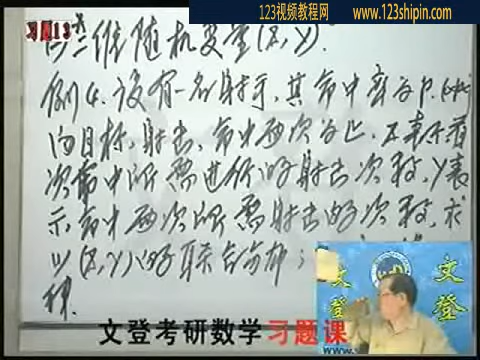 123视频教程网
www.123shipin.com
二维随机变量(X,Y).
例4.设有一名射手,其命中率为P,(0<P<1)
向目标射击,命中两次为止,X表示首
次命中所需进行的射击次数,Y表
示命中两次所需射击的次数,求
(1)(X,Y)的联合分布
文登
文登
文登考研数学习题课